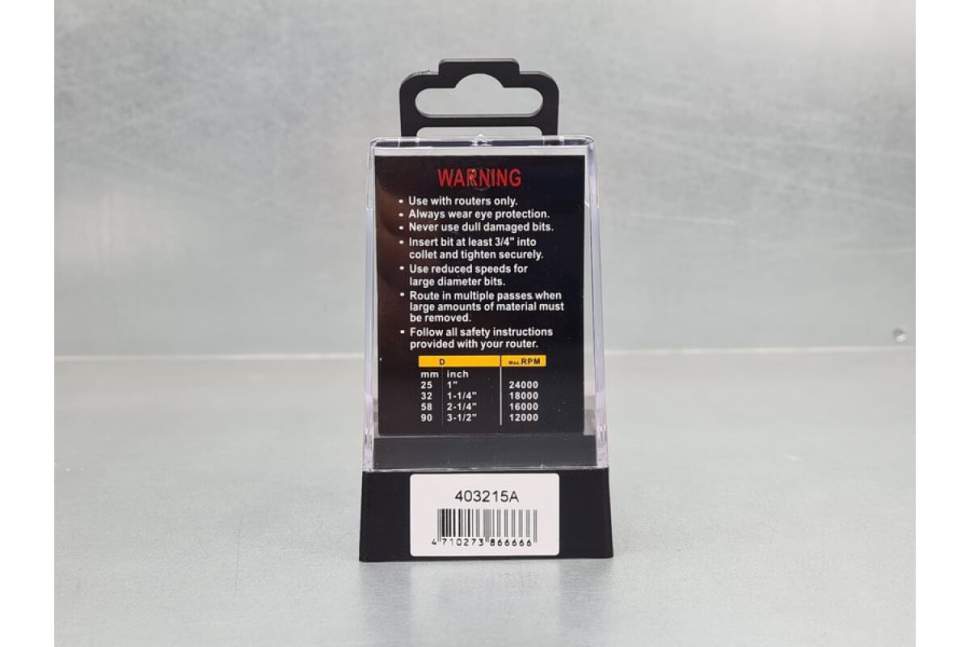 WARNING
• Use with routers only.
• Always wear eye protection.
• Never use dull damaged bits.
• Insert bit at least 3/4" into
collet and tighten securely.
• Use reduced speeds for
large diameter bits.
• Route in multiple passes when
large amounts of material must
be removed.
• Follow all safety instructions
provided with your router.
D Max. RPM
mm inch
25 1" 24000
32 1-1/4" 18000
58 2-1/4" 16000
90 3-1/2" 12000
403215A
4 710273 866666